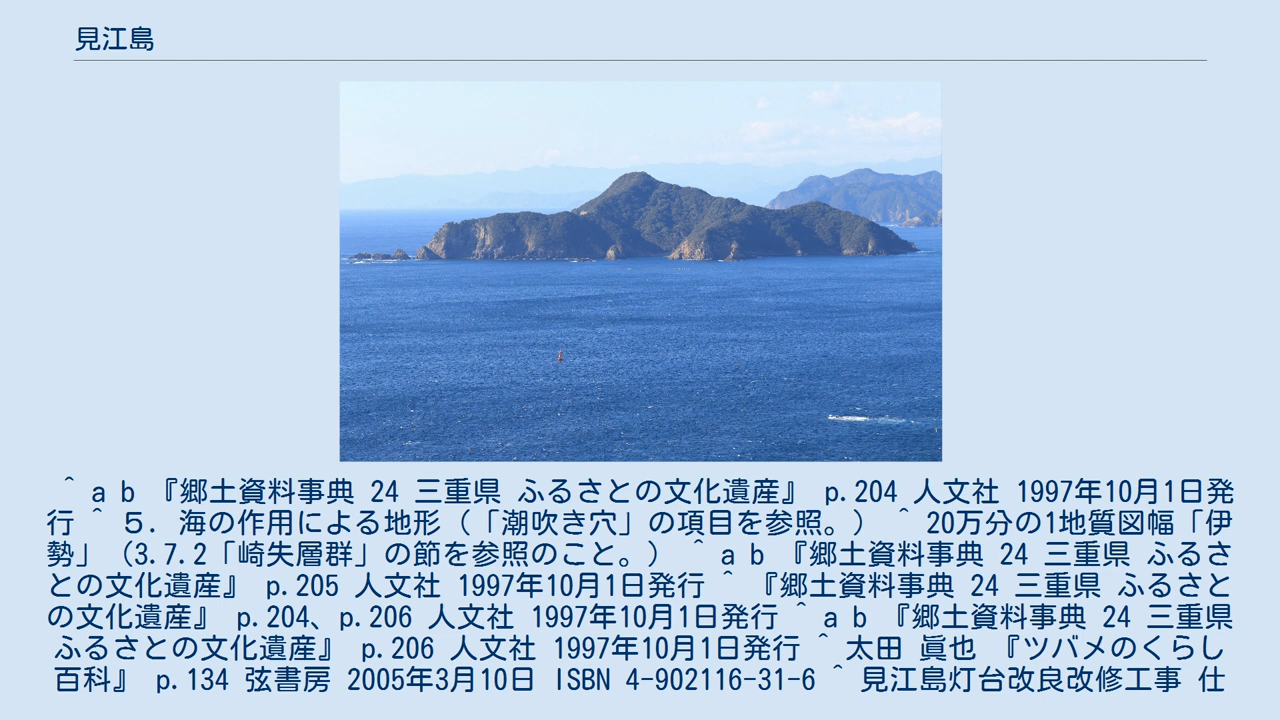 見江島
^ a b 『郷土資料事典 24 三重県 ふるさとの文化遺産』 p.204 人文社 1997年10月1日発
行 ^ ５. 海の作用による地形（「潮吹き穴」の項目を参照。） ^ 20万分の1地質図幅「伊
勢」（3.7.2「崎失層群」の節を参照のこと。） ^ a b 『郷土資料事典 24 三重県 ふるさ
との文化遺産』 p.205 人文社 1997年10月1日発行 ^ 『郷土資料事典 24 三重県 ふるさと
の文化遺産』 p.204、p.206 人文社 1997年10月1日発行 ^ a b 『郷土資料事典 24 三重県
ふるさとの文化遺産』 p.206 人文社 1997年10月1日発行 ^ 太田 眞也 『ツバメのくらし
百科』 p.134 弦書房 2005年3月10日 ISBN 4-902116-31-6 ^ 見江島灯台改良改修工事 仕